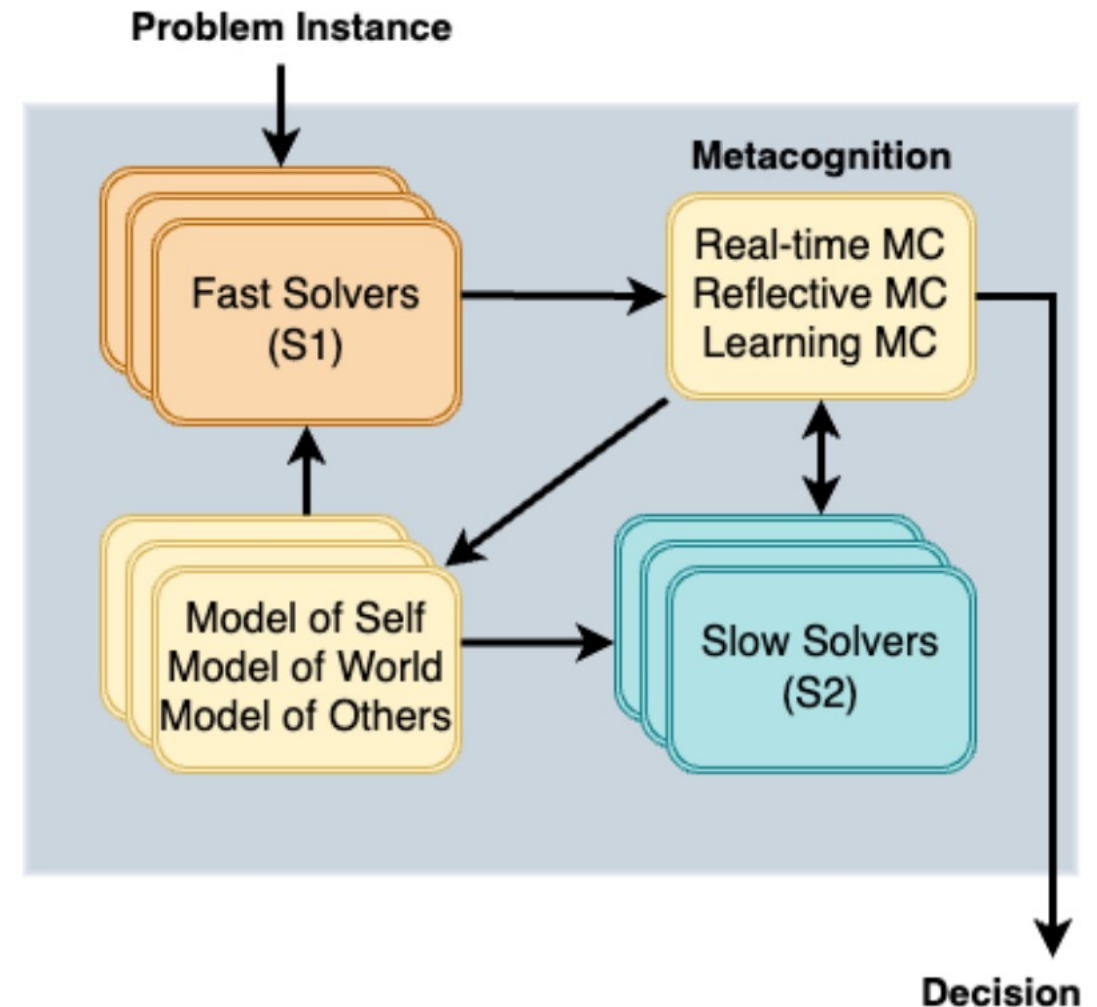 Problem Instance
Metacognition
Fast Solvers
(S1)
Real-time MC
Reflective MC
Learning MC
Model of Self
Model of World
Model of Others
Slow Solvers
(S2)
Decision